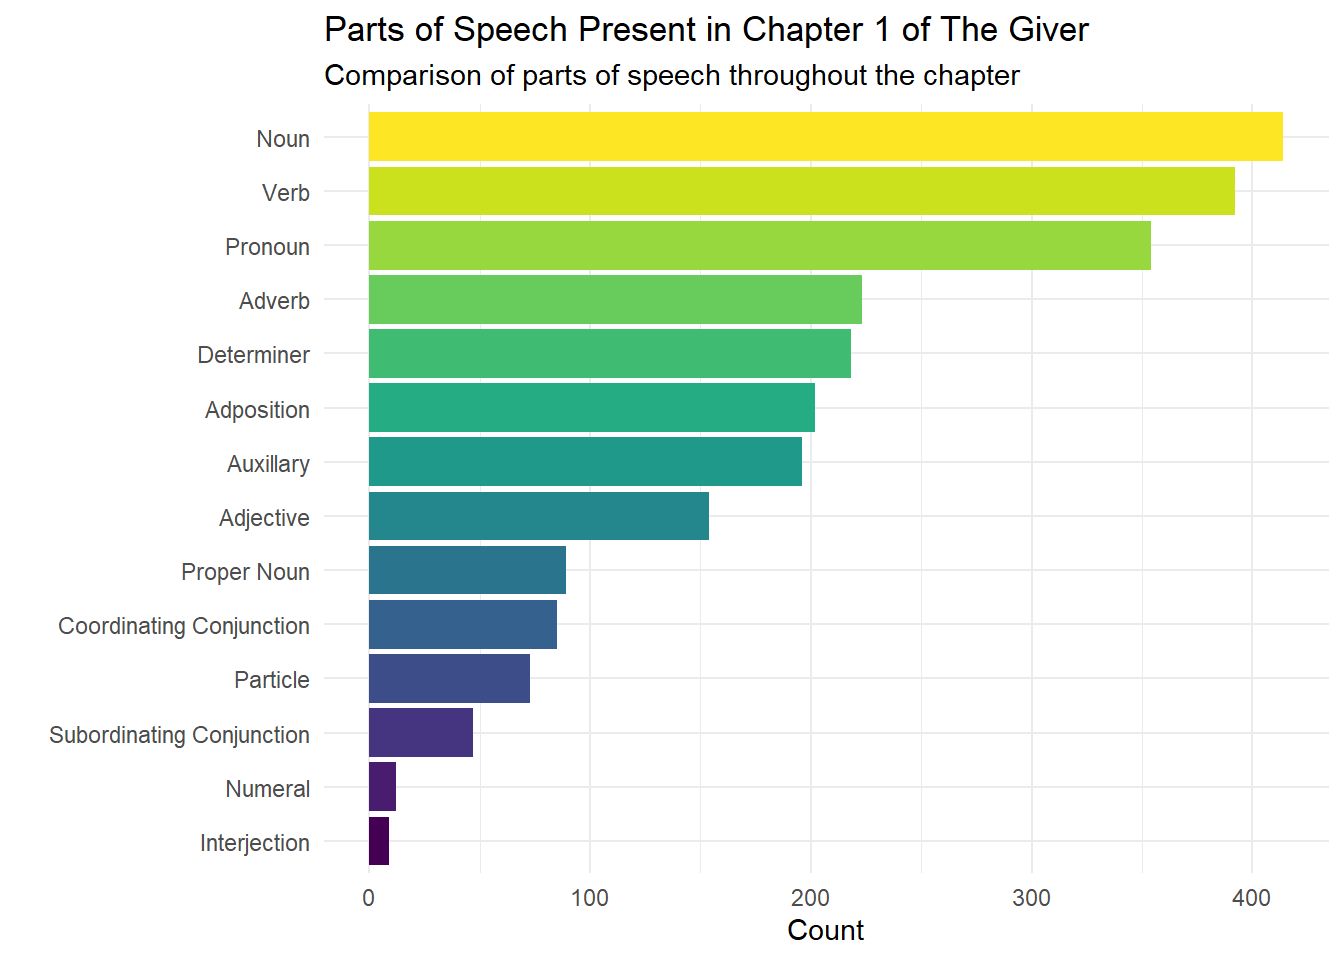 Parts of Speech Present in Chapter 1 of The Giver
Comparison of parts of speech throughout the chapter
Noun
Verb
Pronoun
Adverb
Determiner
Adposition
Auxillary
Adjective
Proper Noun
Coordinating Conjunction
Particle
Subordinating Conjunction
Numeral
Interjection
0 100 200 300 400
Count